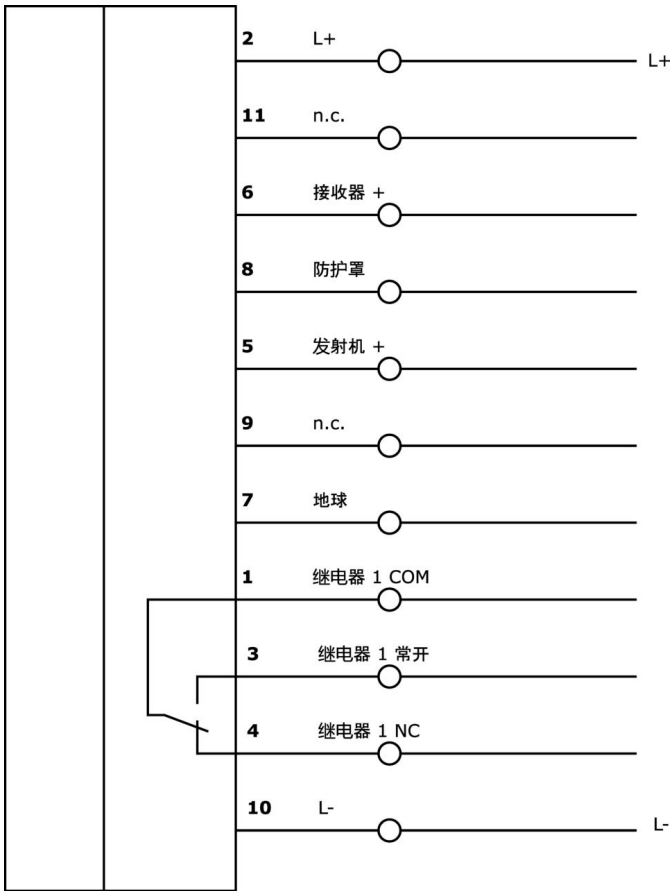 2 L+
L+
11 n.c.
6 接收器 +
8 防护罩
5 发射机 +
9 n.c.
7 地球
1 继电器 1 COM
3 继电器 1 常开
4 继电器 1 NC
10 L-
L-